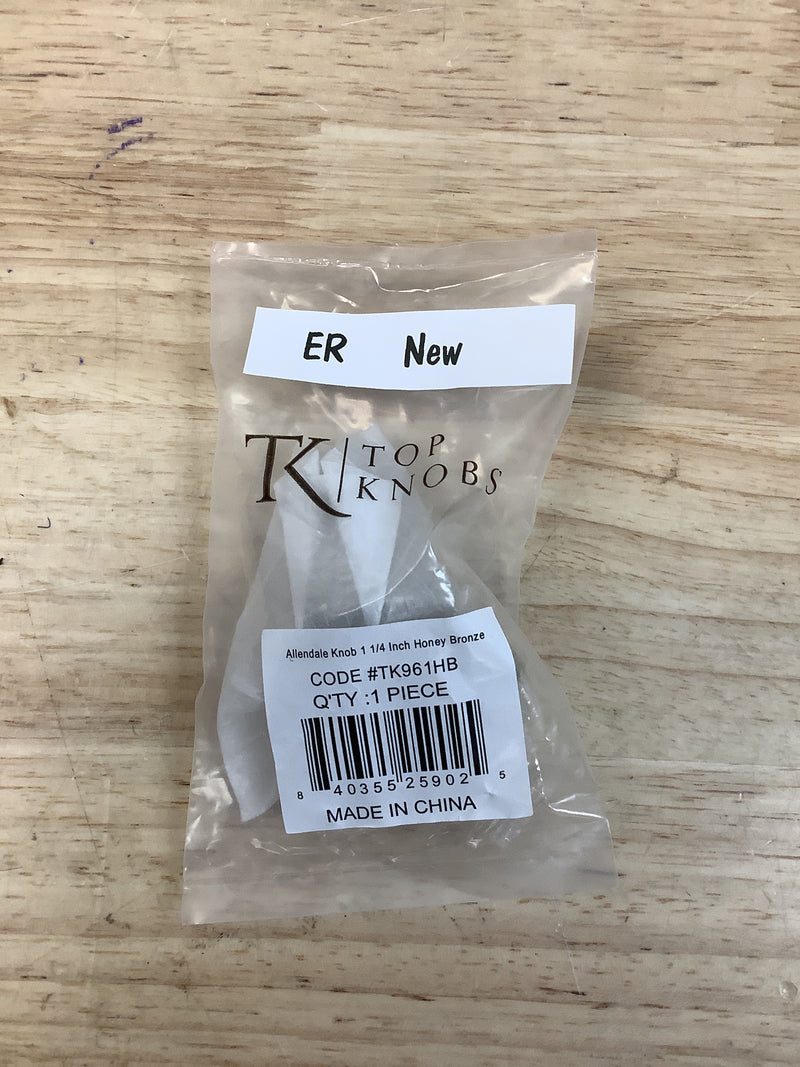 ER New
TK TOP
KNOBS
Allendale Knob 1 1/4 Inch Honey Bronze
CODE #TK961HB
Q'TY :1 PIECE
8 40355 25902 5
MADE IN CHINA